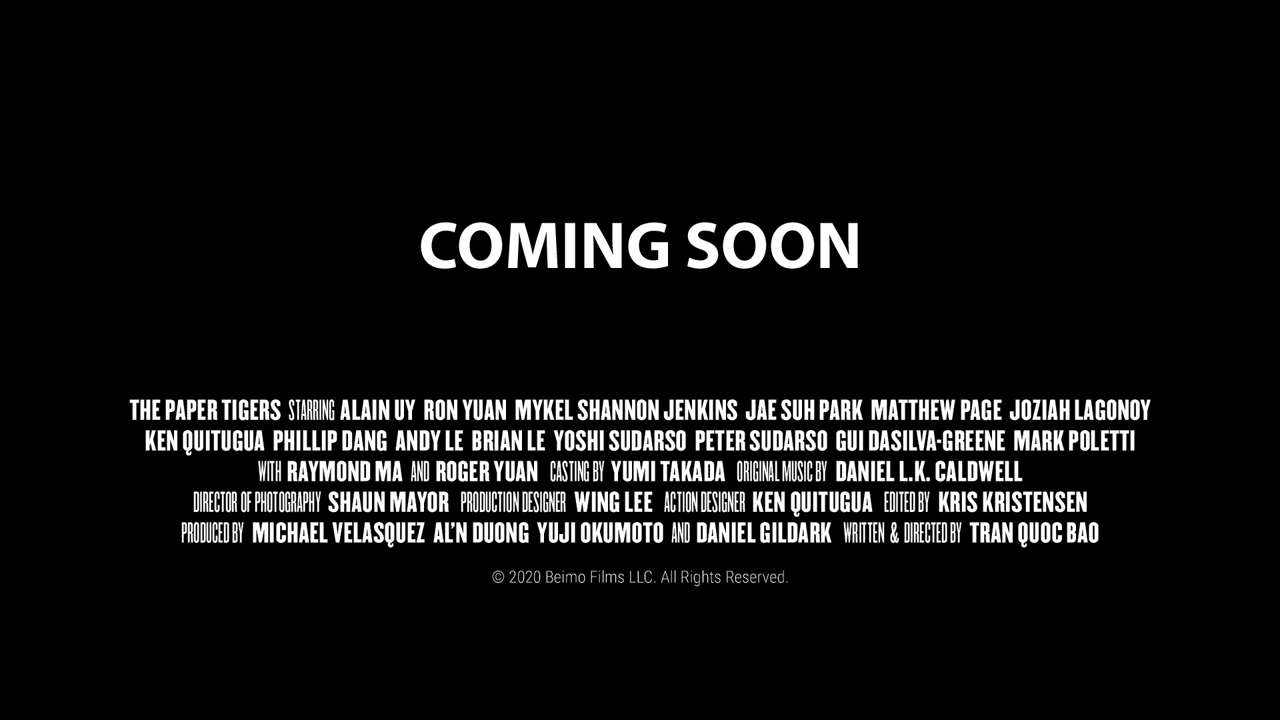 COMING SOON
THE PAPER TIGERS STARRING ALAIN UY RON YUAN MYKEL SHANNON JENKINS JAE SUH PARK MATTHEW PAGE JOZIAH LAGONOY
KEN QUITUGUA PHILLIP DANG ANDY LE BRIAN LE YOSHI SUDARSO PETER SUDARSO GUI DASILVA-GREENE MARK POLETTI
WITH RAYMOND MA AND ROGER YUAN CASTING BY YUMI TAKADA ORIGINAL MUSIC BY DANIEL L.K. CALDWELL
DIRECTOR OF PHOTOGRAPHY SHAUN MAYOR PRODUCTION DESIGNER WING LEE ACTION DESIGNER KEN QUITUGUA EDITED BY KRIS KRISTENSEN
PRODUCED BY MICHAEL VELASQUEZ AL'N DUONG YUJI OKUMOTO AND DANIEL GILDARK WRITTEN & DIRECTED BY TRAN QUOC BAO
© 2020 Beimo Films LLC. All Rights Reserved.